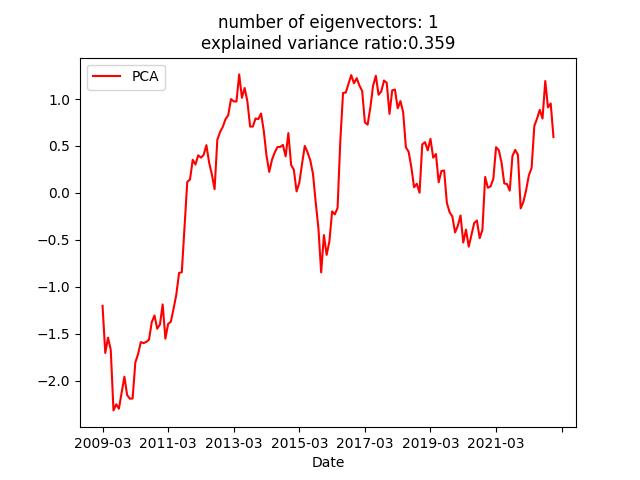 number of eigenvectors: 1
explained variance ratio:0.359
PCA
1.0
0.5
0.0
−0.5
−1.0
−1.5
−2.0
2009-03 2011-03 2013-03 2015-03 2017-03 2019-03 2021-03
Date